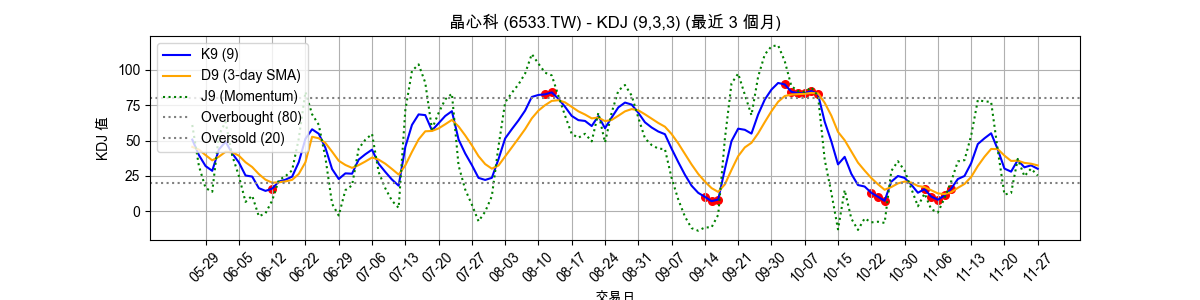 晶心科 (6533.TW) - KDJ (9,3,3) (最近 3 個月)
KDJ 值
100
75
50
25
0
K9 (9)
D9 (3-day SMA)
J9 (Momentum)
Overbought (80)
Oversold (20)
05-29 06-05 06-12 06-22 06-29 07-06 07-13 07-20 07-27 08-03 08-10 08-17 08-24 08-31 09-07 09-14 09-21 09-30 10-07 10-15 10-22 10-30 11-06 11-13 11-20 11-27
交易日